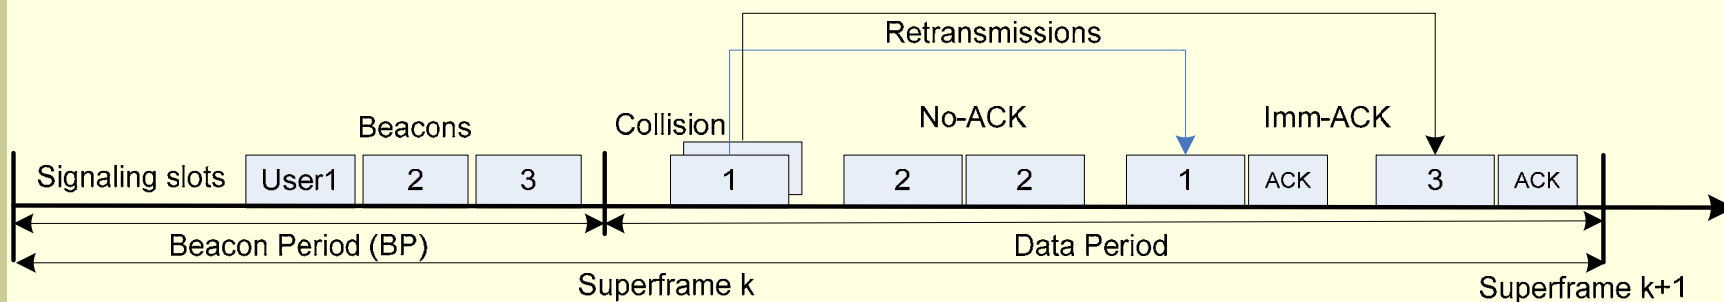 Retransmissions
Beacons
Collision
No-ACK
Imm-ACK
Signaling slots
User1
2
3
1
2
2
1
ACK
3
ACK
Beacon Period (BP)
Data Period
Superframe k
Superframe k+1